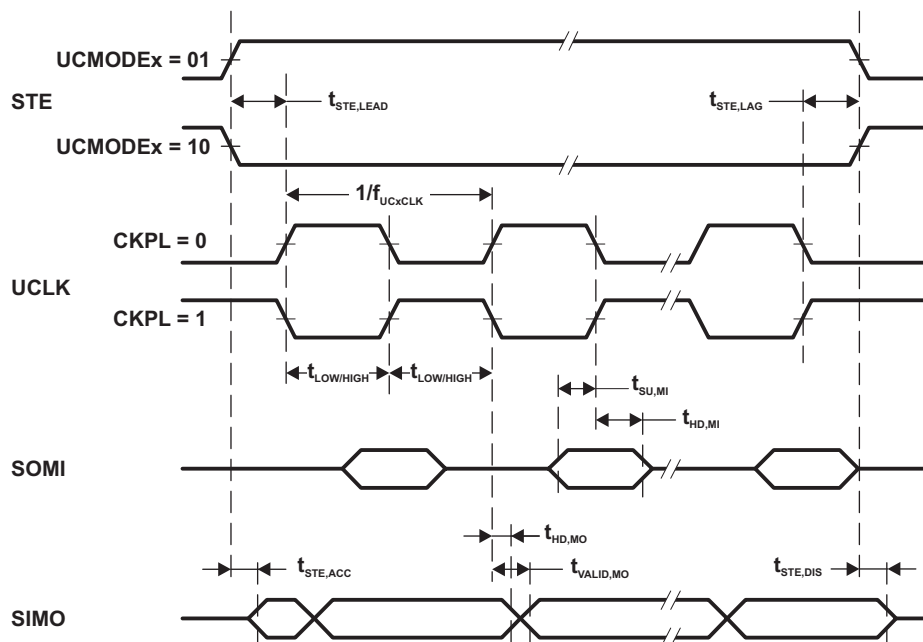 UCMODEx = 01
STE
tSTE,LEAD
tSTE,LAG
UCMODEx = 10
1/fUCxCLK
CKPL = 0
UCLK
CKPL = 1
tLOW/HIGH tLOW/HIGH
tSU,MI
tHD,MI
SOMI
tHD,MO
tSTE,ACC
tVALID,MO
tSTE,DIS
SIMO